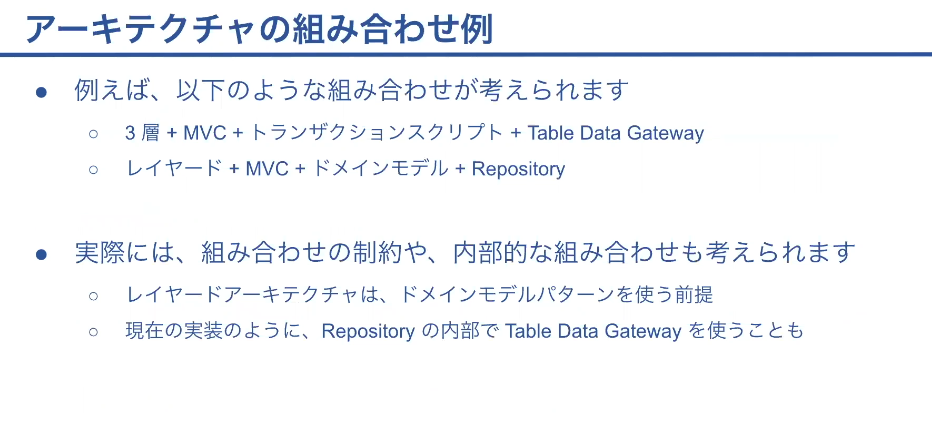 アーキテクチャの組み合わせ例
● 例えば、以下のような組み合わせが考えられます
○ 3 層 + MVC + トランザクションスクリプト + Table Data Gateway
○ レイヤード + MVC + ドメインモデル + Repository
● 実際には、組み合わせの制約や、内部的な組み合わせも考えられます
○ レイヤードアーキテクチャは、ドメインモデルパターンを使う前提
○ 現在の実装のように、Repository の内部で Table Data Gateway を使うことも